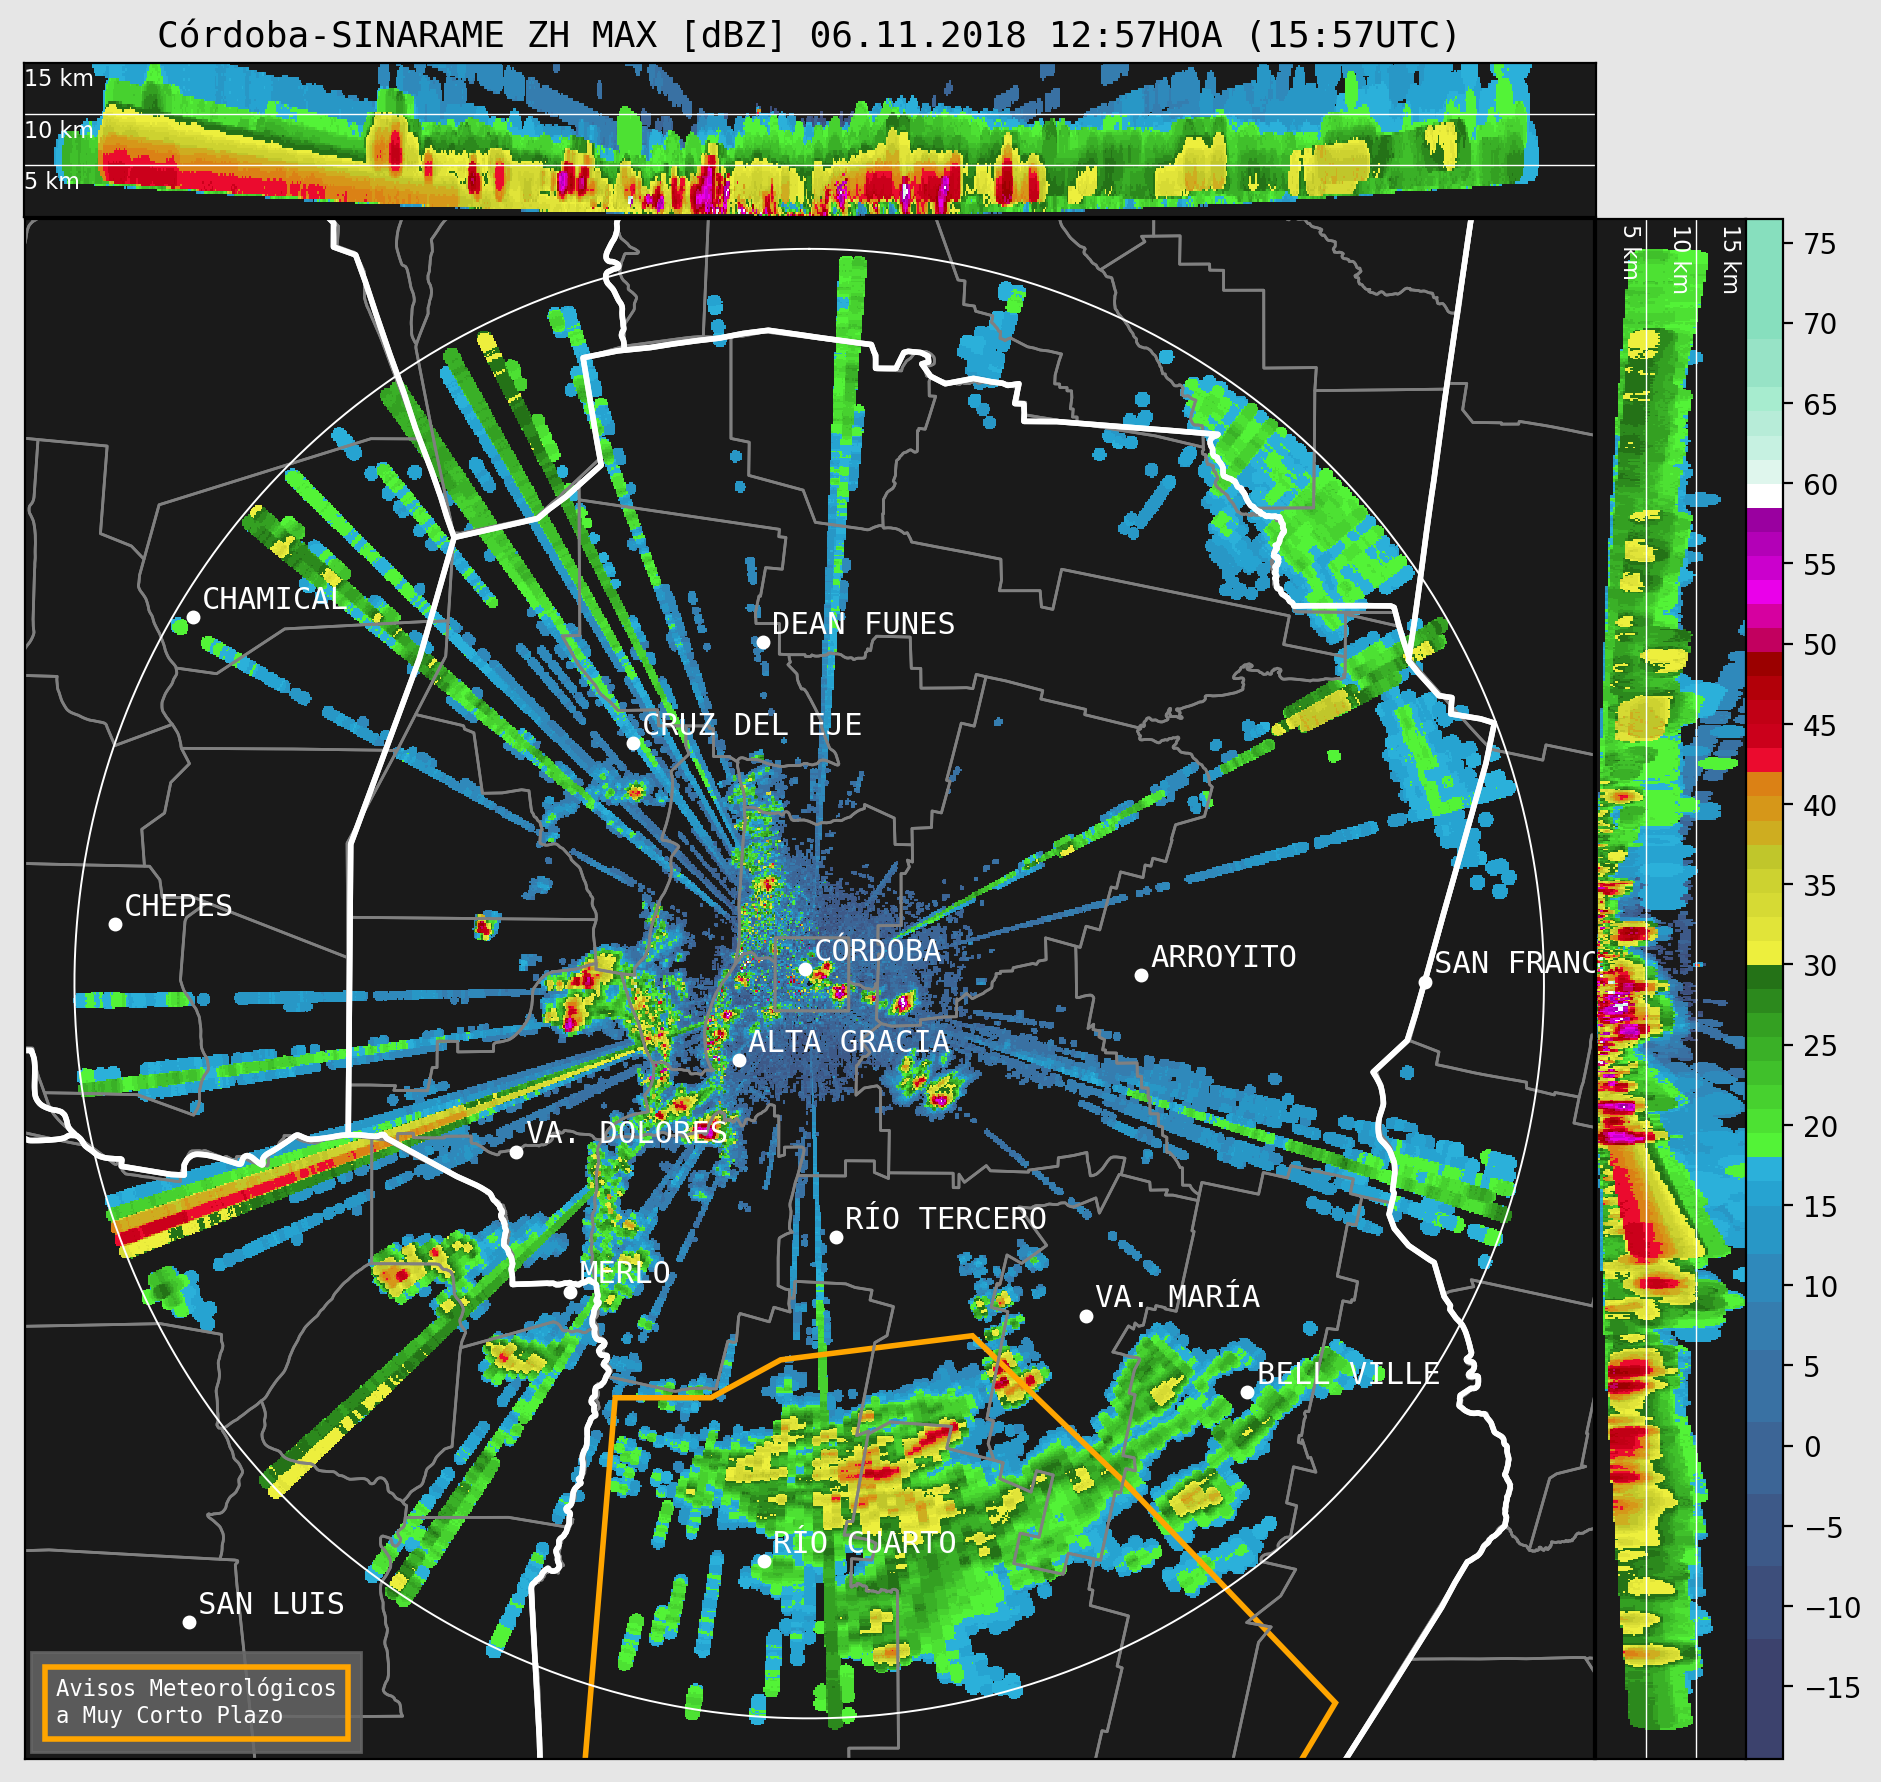 Córdoba-SINARAME ZH MAX [dBZ] 06.11.2018 12:57HOA (15:57UTC)
15 km
10 km
5 km
5 km
10 km
15 km
75
70
65
60
55
50
45
40
35
30
25
20
15
10
5
0
−5
−10
−15
CHAMICAL
DEAN FUNES
CRUZ DEL EJE
CHEPES
CÓRDOBA
ARROYITO
SAN FRANC
ALTA GRACIA
VA. DOLORES
RÍO TERCERO
MERLO
VA. MARÍA
BELL VILLE
RÍO CUARTO
SAN LUIS
Avisos Meteorológicos
a Muy Corto Plazo